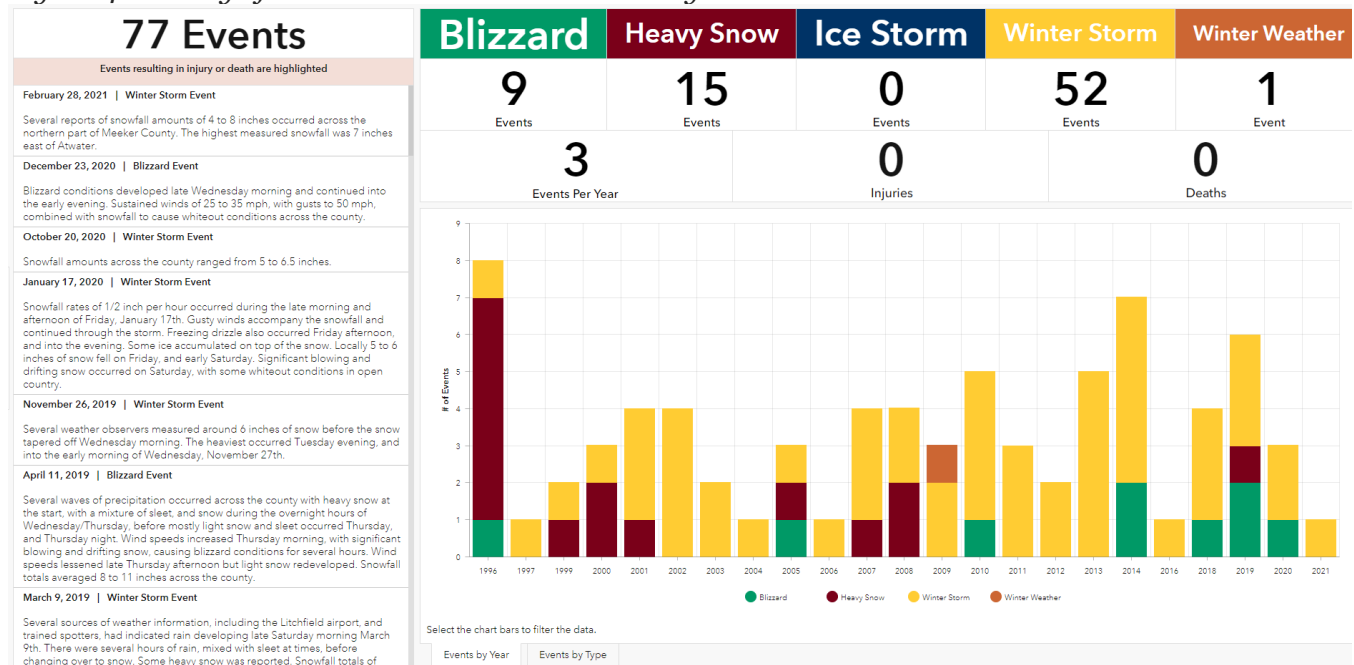 77 Events
Events resulting in injury or death are highlighted
February 28, 2021 | Winter Storm Event
Several reports of snowfall amounts of 4 to 8 inches occurred across the
northern part of Meeker County. The highest measured snowfall was 7 inches
east of Atwater.
December 23, 2020 | Blizzard Event
Blizzard conditions developed late Wednesday morning and continued into
the early evening. Sustained winds of 25 to 35 mph, with gusts to 50 mph,
combined with snowfall to cause whiteout conditions across the county.
October 20, 2020 | Winter Storm Event
Snowfall amounts across the county ranged from 5 to 6.5 inches.
January 17, 2020 | Winter Storm Event
Snowfall rates of 1/2 inch per hour occurred during the late morning and
afternoon of Friday, January 17th. Gusty winds accompany the snowfall and
continued through the storm. Freezing drizzle also occurred Friday afternoon,
and into the evening. Some ice accumulated on top of the snow. Locally 5 to 6
inches of snow fell on Friday, and early Saturday. Significant blowing and
drifting snow occurred on Saturday, with some whiteout conditions in open
country.
November 26, 2019 | Winter Storm Event
Several weather observers measured around 6 inches of snow before the snow
tapered off Wednesday morning. The heaviest occurred Tuesday evening, and
into the early morning of Wednesday, November 27th.
April 11, 2019 | Blizzard Event
Several waves of precipitation occurred across the county with heavy snow at
the start, with a mixture of sleet, and snow during the overnight hours of
Wednesday/Thursday, before mostly light snow and sleet occurred Thursday,
and Thursday night. Wind speeds increased Thursday morning, with significant
blowing and drifting snow, causing blizzard conditions for several hours. Wind
speeds lessened late Thursday afternoon but light snow redeveloped. Snowfall
totals averaged 8 to 11 inches across the county.
March 9, 2019 | Winter Storm Event
Several sources of weather information, including the Litchfield airport, and
trained spotters, had indicated rain developing late Saturday morning March
9th. There were several hours of rain, mixed with sleet at times, before
changing over to snow. Some heavy snow was reported. Snowfall totals of
Blizzard Heavy Snow Ice Storm Winter Storm Winter Weather
9 15 0 52 1
Events Events Events Events Event
3 0 0
Events Per Year Injuries Deaths
9
8
7
6
5
4
3
2
1
0
# of Events
1996 1997 1999 2000 2001 2002 2003 2004 2005 2006 2007 2008 2009 2010 2011 2012 2013 2014 2016 2018 2019 2020 2021
Blizzard Heavy Snow Winter Storm Winter Weather
Select the chart bars to filter the data.
Events by Year Events by Type